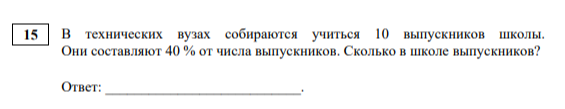 15 В технических вузах собираются учиться 10 выпускников школы.
Они составляют 40 % от числа выпускников. Сколько в школе выпускников?
Ответ: ___________________________.